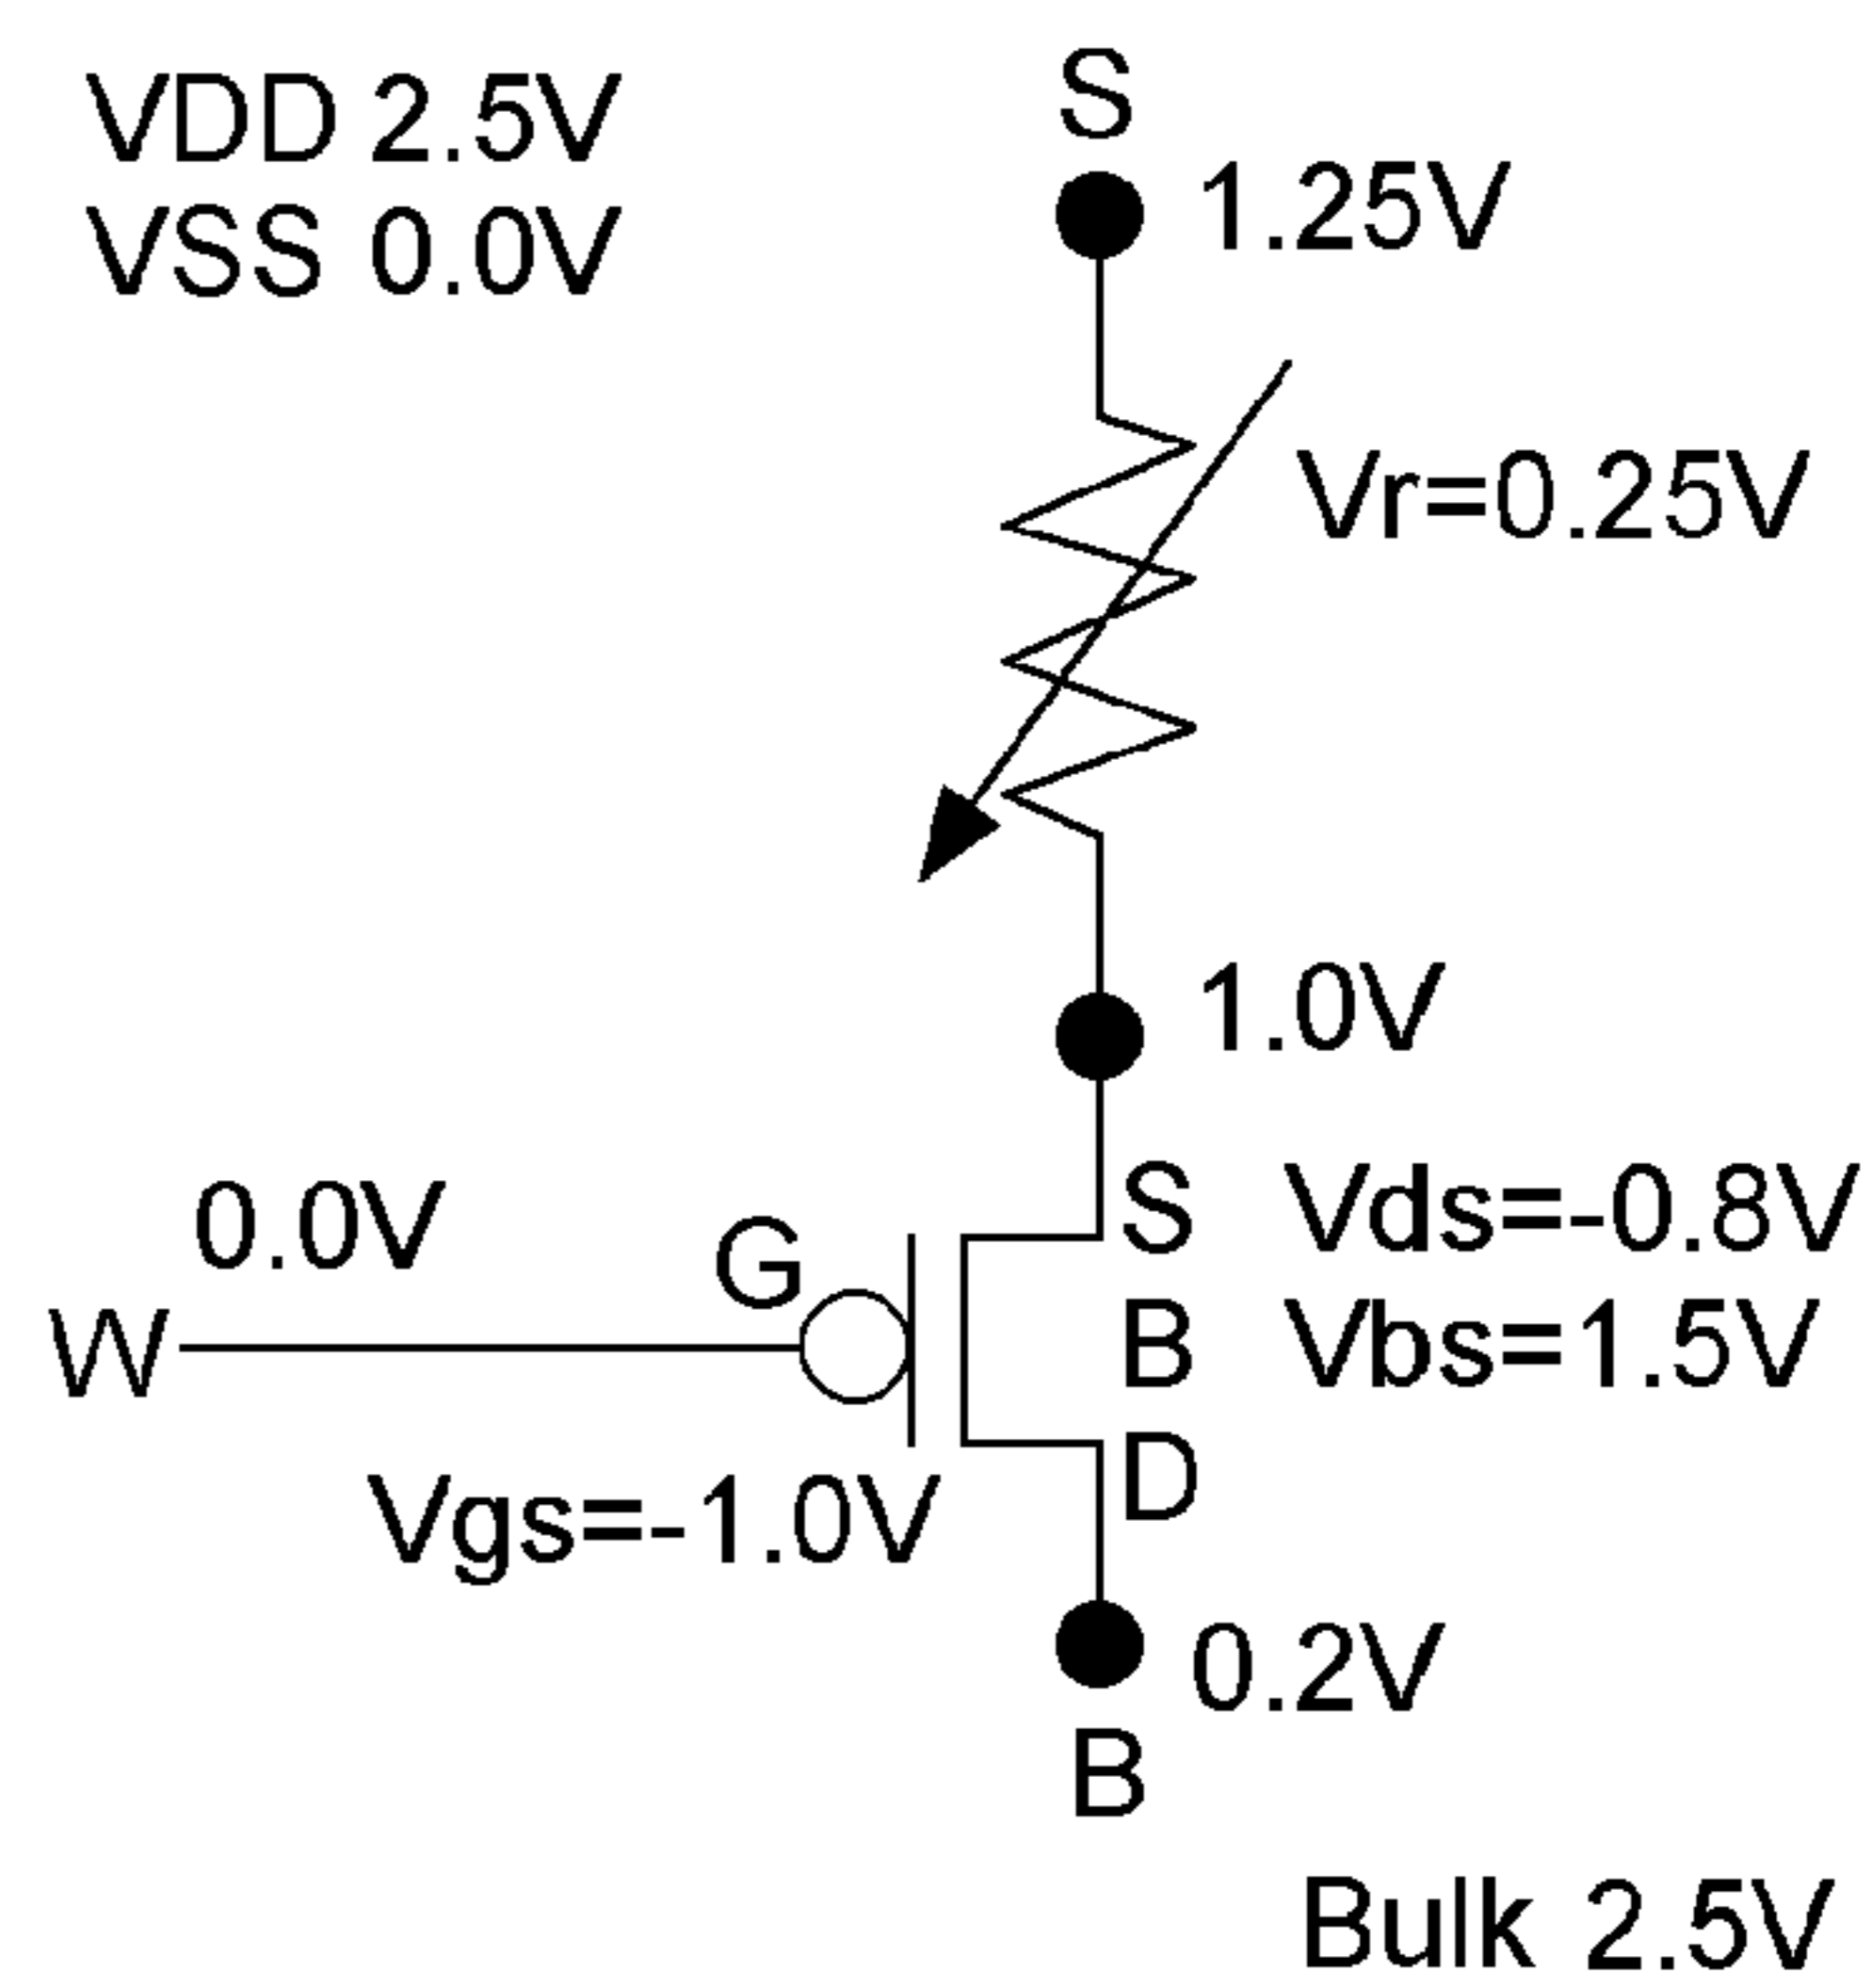 VDD 2.5V
VSS 0.0V
S
1.25V
Vr=0.25V
1.0V
0.0V
W
G
Vgs=-1.0V
S Vds=-0.8V
B Vbs=1.5V
D
0.2V
B
Bulk 2.5V